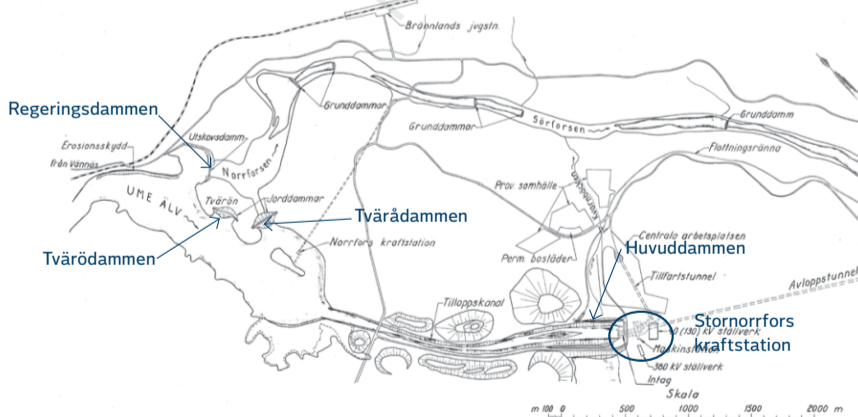 Brännlands jvgstn.
Regeringsdammen
Grunddammar
Utskovsdamm
Grunddammar
Sörforsen
Grunddamm
Erosionsskydd
från Vännäs
Norrforsen
Flottningsränna
UME ÄLV
Tvärön
Jorddammar
Prov. samhälle
Tvärådammen
Tvärödammen
Norrfors kraftstation
Perm. bostäder
Centrala arbetsplatsen
Huvuddammen
Tillfartstunnel
Avloppstunnel
Tilloppskanal
Stornorrfors
kraftstation
(130) KV ställverk
Maskinstation
380 KV ställverk
Intag
Skala
m 100 0 500 1000 1500 2000 m